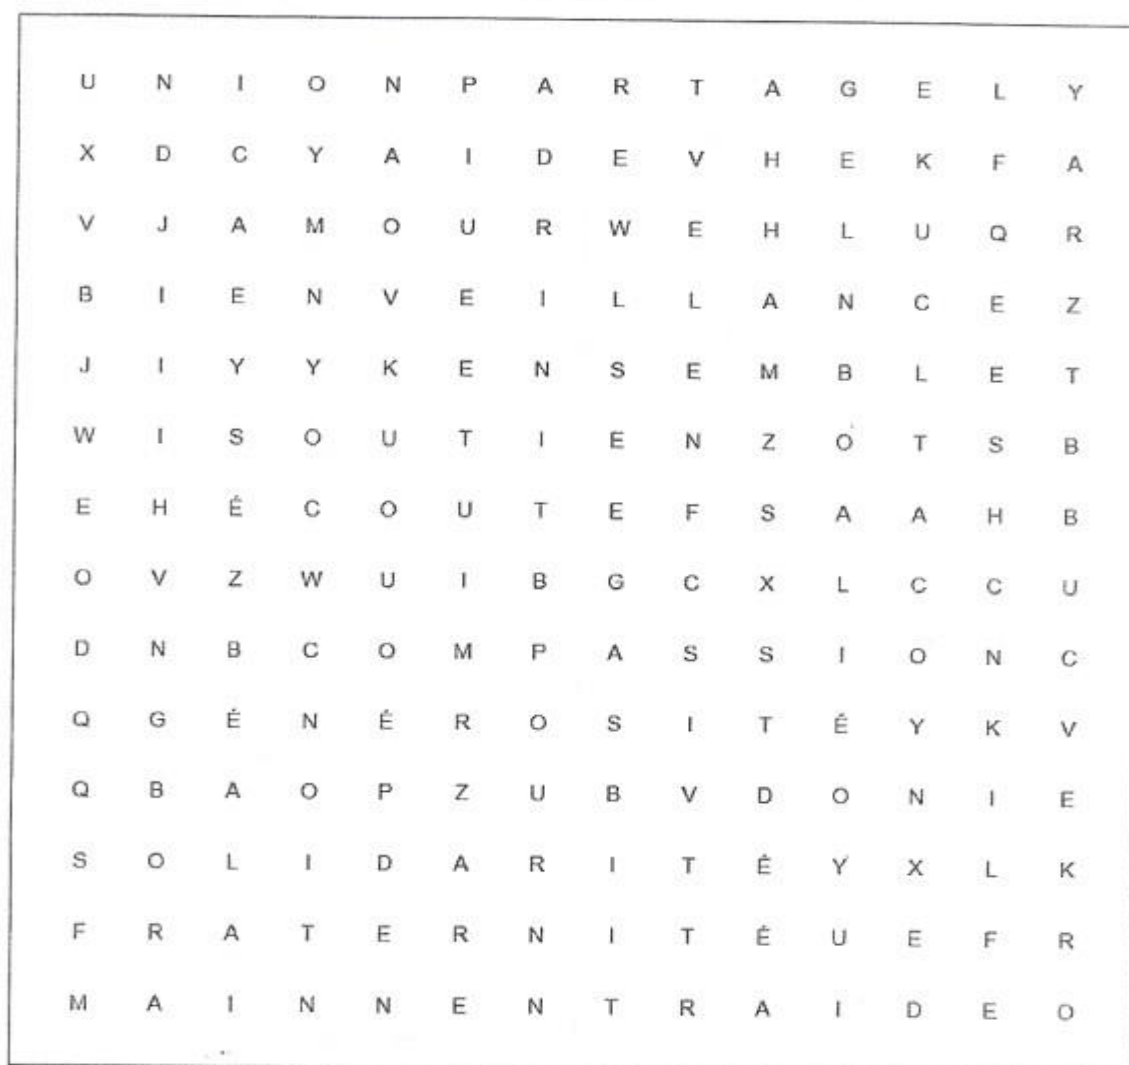 U N I O N P A R T A G E L Y
X D C Y A I D E V H E K F A
V J A M O U R W E H L U Q R
B I E N V E I L L A N C E Z
J I Y Y K E N S E M B L E T
W I S O U T I E N Z O T S B
E H É C O U T E F S A A H B
O V Z W U I B G C X L C C U
D N B C O M P A S S I O N C
Q G É N É R O S I T É Y K V
Q B A O P Z U B V D O N I E
S O L I D A R I T É Y X L K
F R A T E R N I T É U E F R
M A I N N E N T R A I D E O